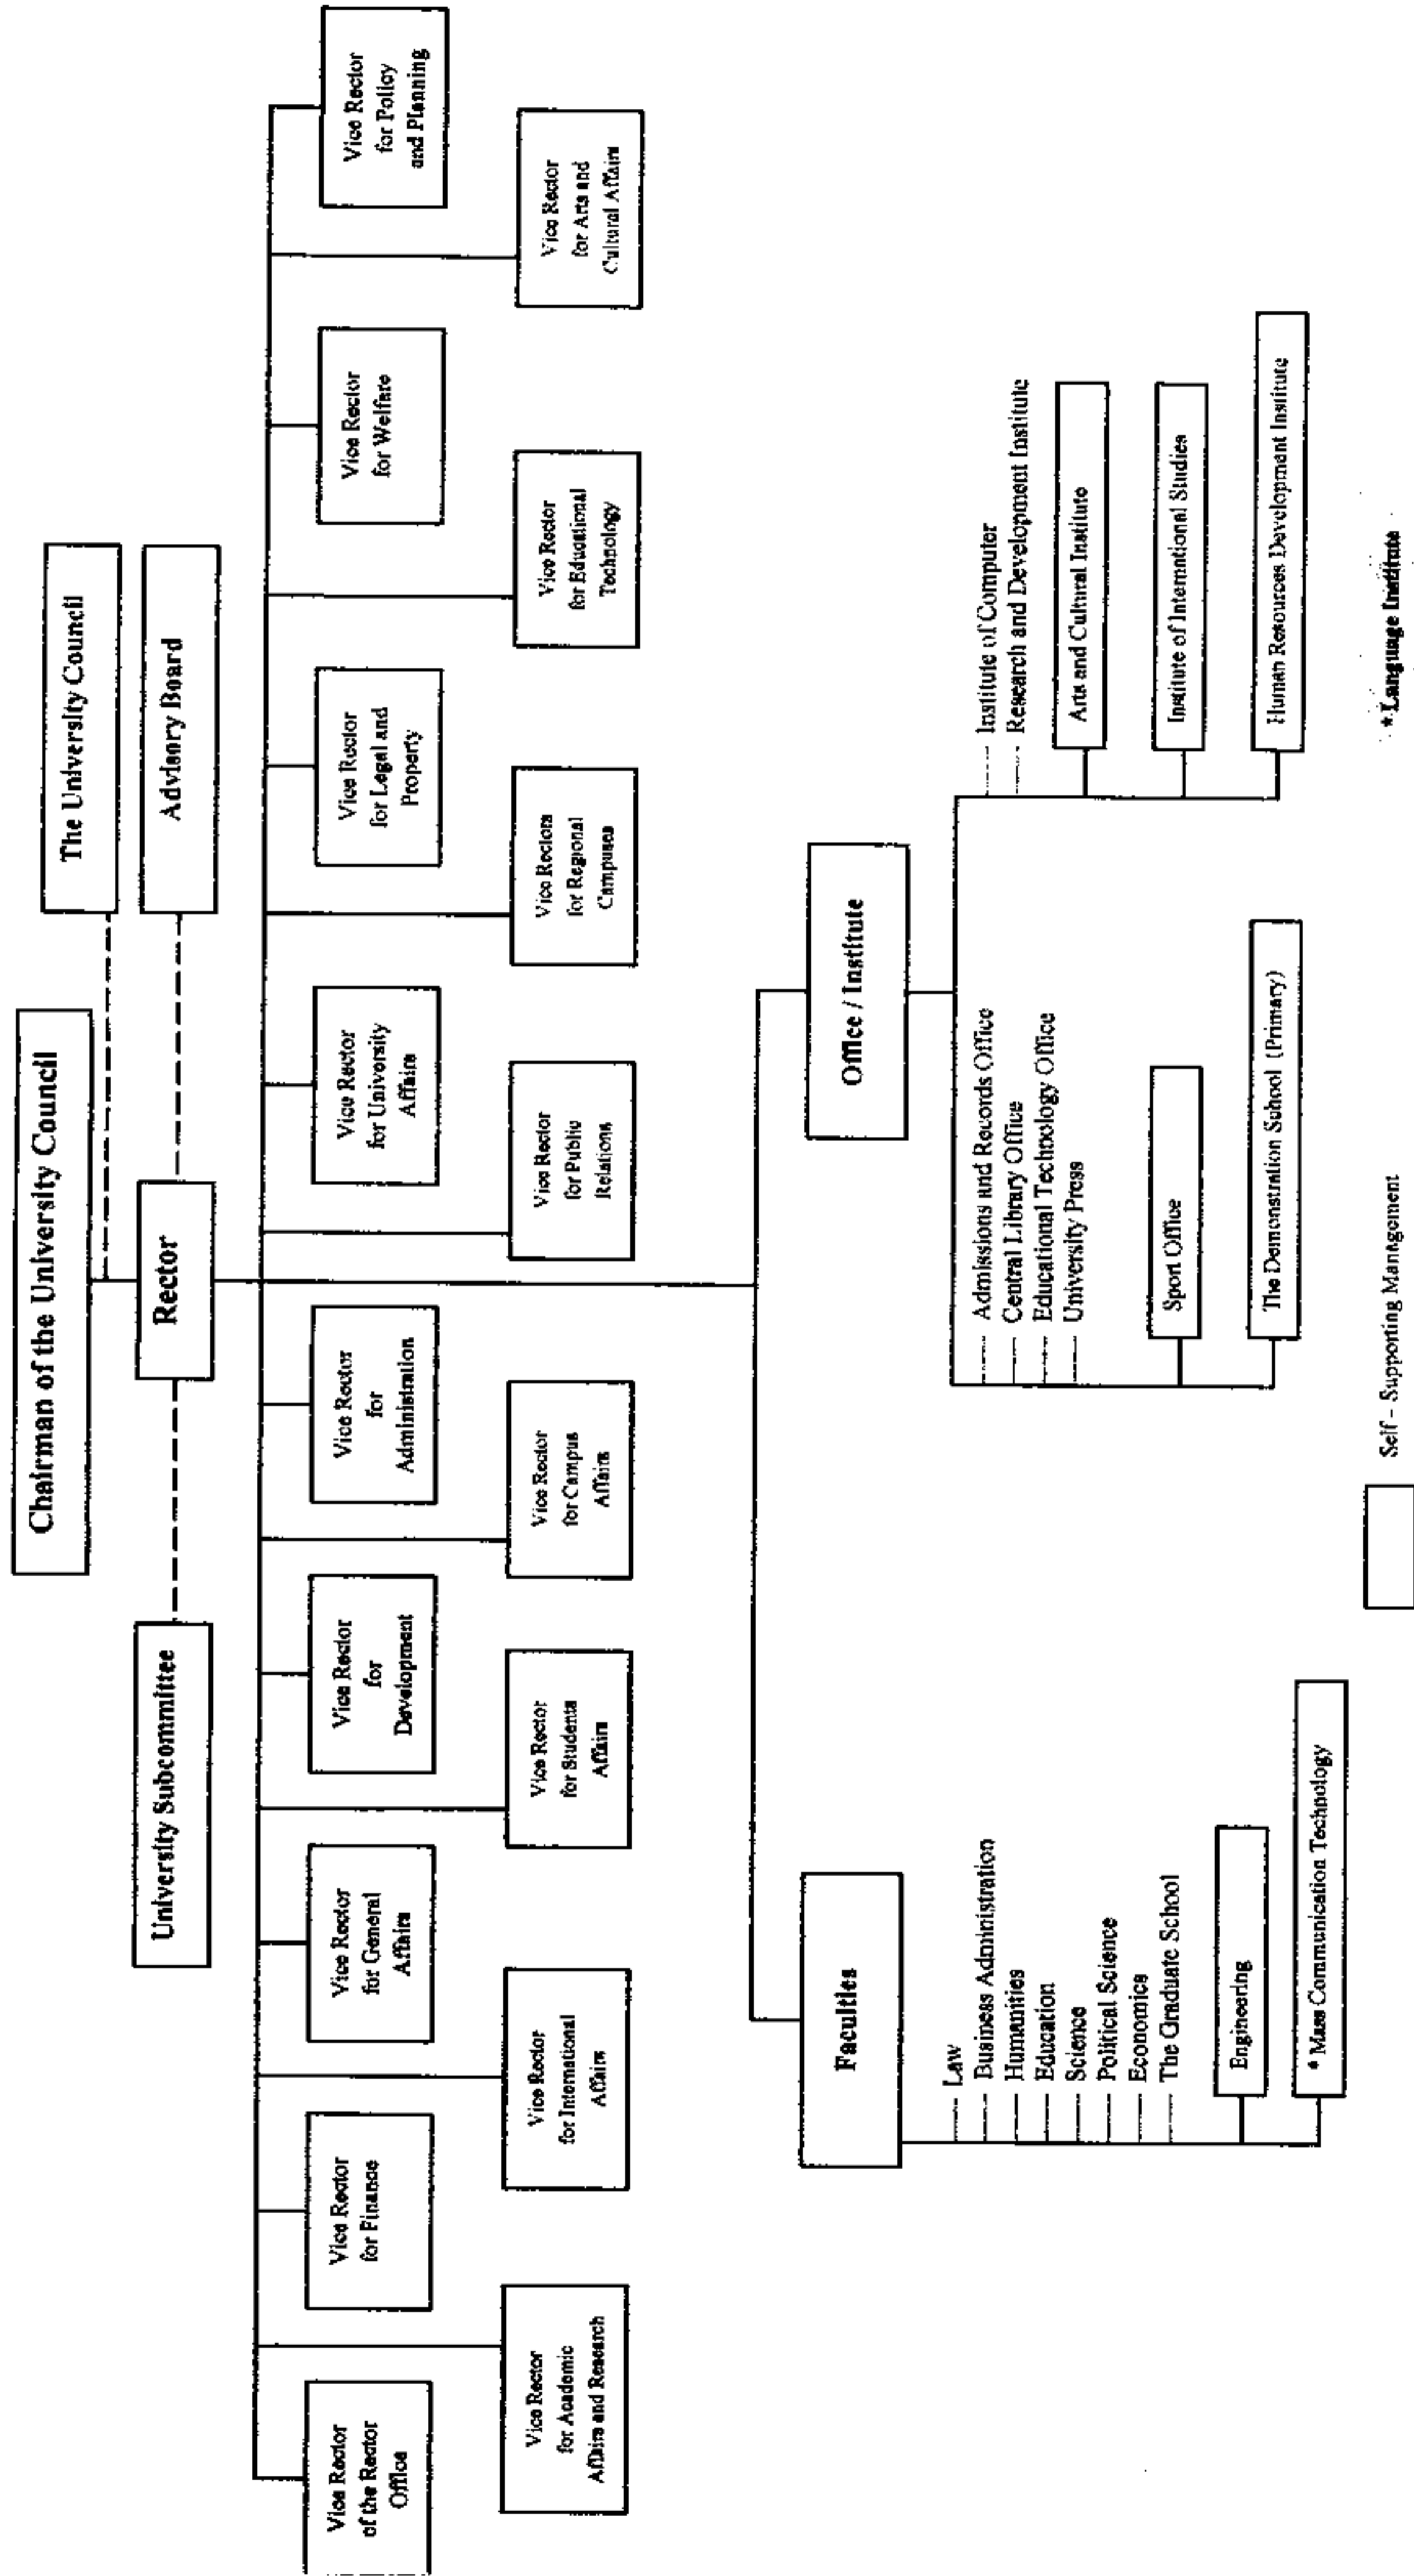 Chairman of the University Council
The University Council
University Subcommittee
Rector
Advisory Board
Vice Rector
of the Rector
Office
Vice Rector
for Finance
Vice Rector
for General
Affairs
Vice Rector
for
Development
Vice Rector
for
Administration
Vice Rector
for University
Affairs
Vice Rector
for Legal and
Property
Vice Rector
for Welfare
Vice Rector
for Policy
and Planning
Vice Rector
for Academic
Affairs and Research
Vice Rector
for International
Affairs
Vice Rector
for Students
Affairs
Vice Rector
for Campus
Affairs
Vice Rector
for Public
Relations
Vice Rectors
for Regional
Campuses
Vice Rector
for Educational
Technology
Vice Rector
for Arts and
Cultural Affairs
Faculties
Law
Business Administration
Humanities
Education
Science
Political Science
Economics
The Graduate School
Engineering
* Mass Communication Technology
Office / Institute
Admissions and Records Office
Central Library Office
Educational Technology Office
University Press
Sport Office
The Demonstration School (Primary)
Institute of Computer
Research and Development Institute
Arts and Cultural Institute
Institute of International Studies
Human Resources Development Institute
Self - Supporting Management
* Language Institute